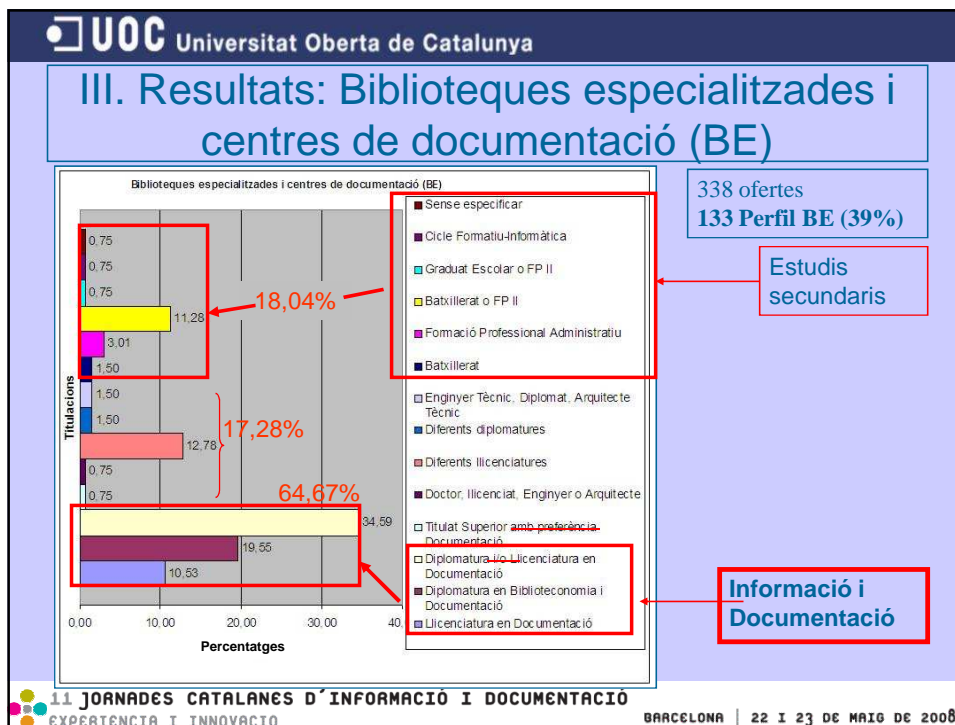 UOC Universitat Oberta de Catalunya
III. Resultats: Biblioteques especialitzades i
centres de documentació (BE)
338 ofertes
133 Perfil BE (39%)
Biblioteques especialitzades i centres de documentació (BE)
Sense especificar
Cicle Formatiu-Informàtica
Graduat Escolar o FP II
Batxillerat o FP II
Formació Professional Administratiu
Batxillerat
Enginyer Tècnic, Diplomat, Arquitecte
Tècnic
Diferents diplomatures
Diferents llicenciatures
Doctor, llicenciat, Enginyer o Arquitecte
Titulat Superior amb preferència
Documentació
Diplomatura i/o Llicenciatura en
Documentació
Diplomatura en Biblioteconomia i
Documentació
Llicenciatura en Documentació
Estudis
secundaris
Informació i
Documentació
0,75
0,75
0,75
11,28
3,01
1,50
1,50
1,50
12,78
0,75
0,75
34,59
19,55
10,53
18,04%
17,28%
64,67%
Titulacions
0,00 10,00 20,00 30,00 40,
Percentatges
11 JORNADES CATALANES D´INFORMACIÓ I DOCUMENTACIÓ
EXPERIENCIA I INNOVACIO
BARCELONA | 22 I 23 DE MAIG DE 2008